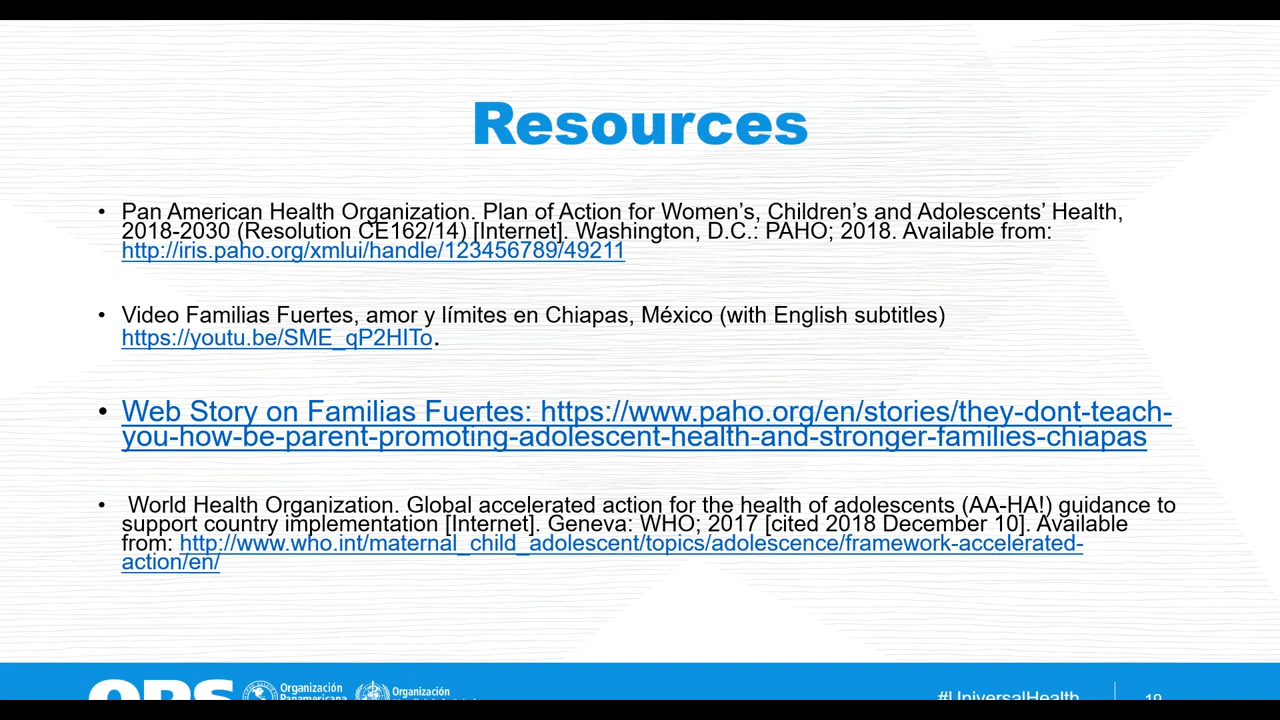 Resources
• Pan American Health Organization. Plan of Action for Women’s, Children’s and Adolescents’ Health,
2018-2030 (Resolution CE162/14) [Internet]. Washington, D.C.: PAHO; 2018. Available from:
http://iris.paho.org/xmlui/handle/123456789/49211
• Video Familias Fuertes, amor y límites en Chiapas, México (with English subtitles)
https://youtu.be/SME_qP2HITo.
• Web Story on Familias Fuertes: https://www.paho.org/en/stories/they-dont-teach-
you-how-be-parent-promoting-adolescent-health-and-stronger-families-chiapas
• World Health Organization. Global accelerated action for the health of adolescents (AA-HA!) guidance to
support country implementation [Internet]. Geneva: WHO; 2017 [cited 2018 December 10]. Available
from: http://www.who.int/maternal_child_adolescent/topics/adolescence/framework-accelerated-
action/en/
OPS
Organización
Panamericana
Organización
#UniversalHealth
19